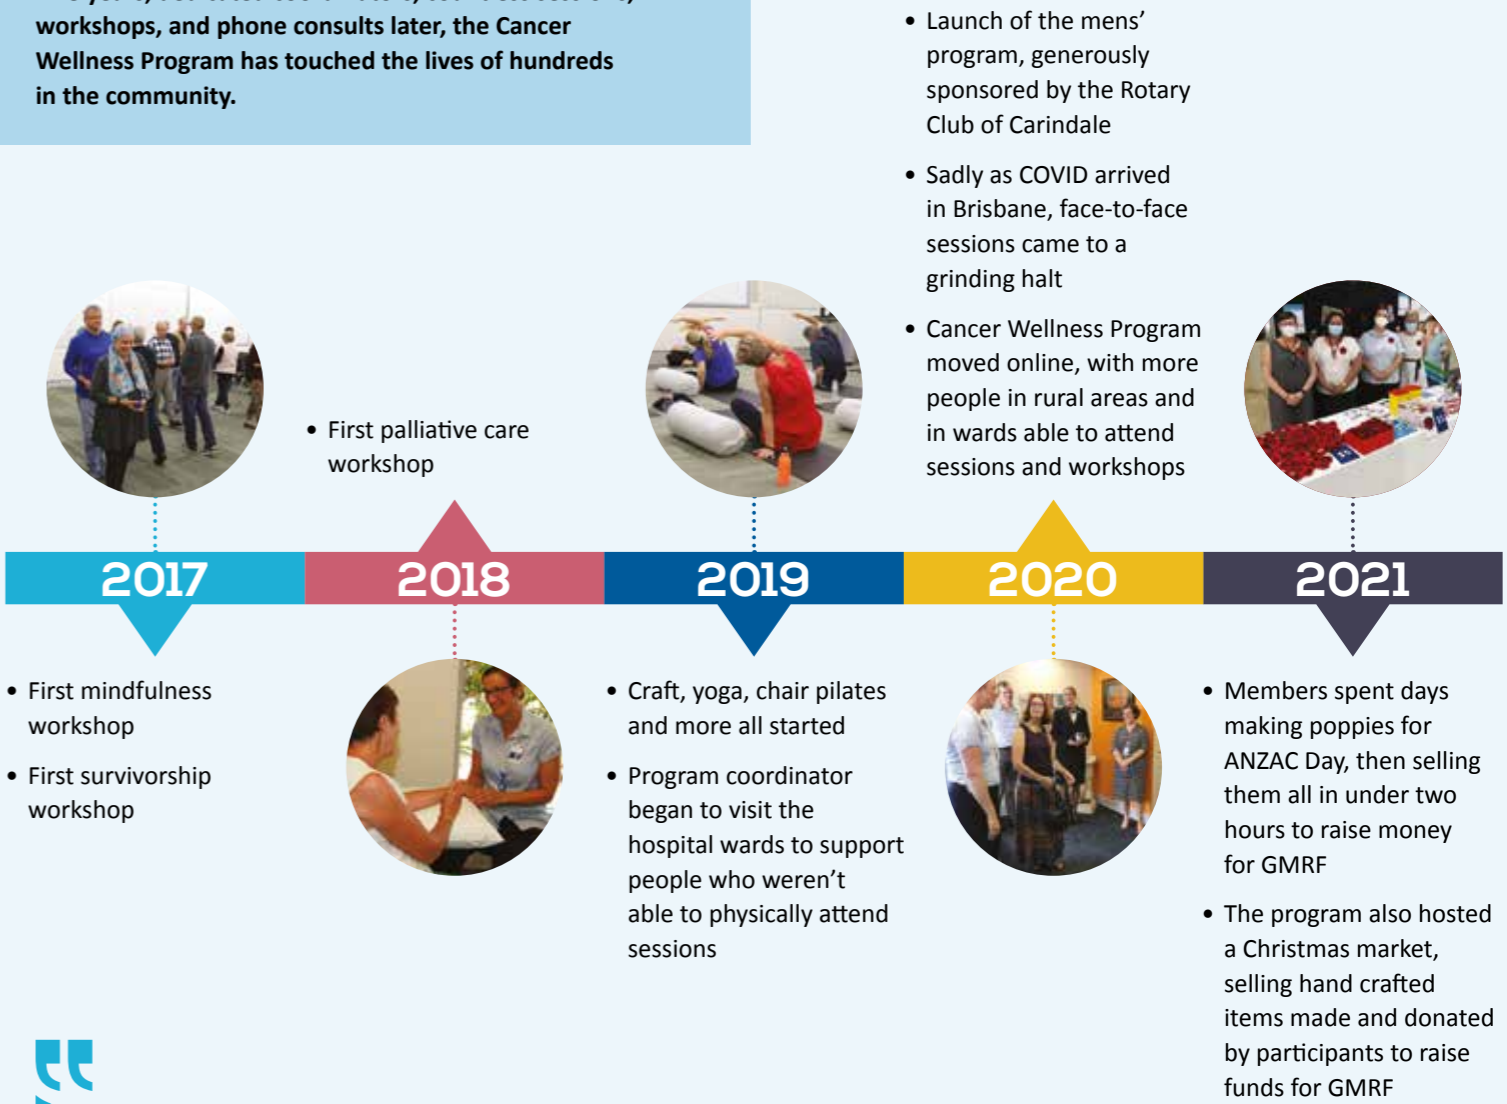 workshops, and phone consults later, the Cancer
Wellness Program has touched the lives of hundreds
in the community.
• Launch of the mens’
program, generously
sponsored by the Rotary
Club of Carindale
• Sadly as COVID arrived
in Brisbane, face-to-face
sessions came to a
grinding halt
• Cancer Wellness Program
moved online, with more
people in rural areas and
in wards able to attend
sessions and workshops
• First palliative care
workshop
2017
2018
2019
2020
2021
• First mindfulness
workshop
• First survivorship
workshop
• Craft, yoga, chair pilates
and more all started
• Program coordinator
began to visit the
hospital wards to support
people who weren’t
able to physically attend
sessions
• Members spent days
making poppies for
ANZAC Day, then selling
them all in under two
hours to raise money
for GMRF
• The program also hosted
a Christmas market,
selling hand crafted
items made and donated
by participants to raise
funds for GMRF